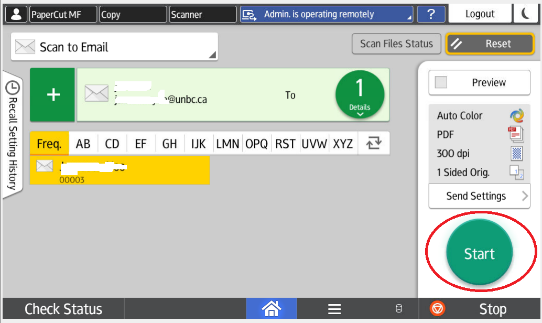 PaperCut MF Copy Scanner Admin. is operating remotely ? Logout
Scan to Email
Scan Files Status Reset
Recall Setting History
+
@unbc.ca
To
1
Details
Preview
Auto Color
PDF
300 dpi
1 Sided Orig.
Send Settings
Freq. AB CD EF GH IJK LMN OPQ RST UVW XYZ
00003
Start
Check Status
Stop